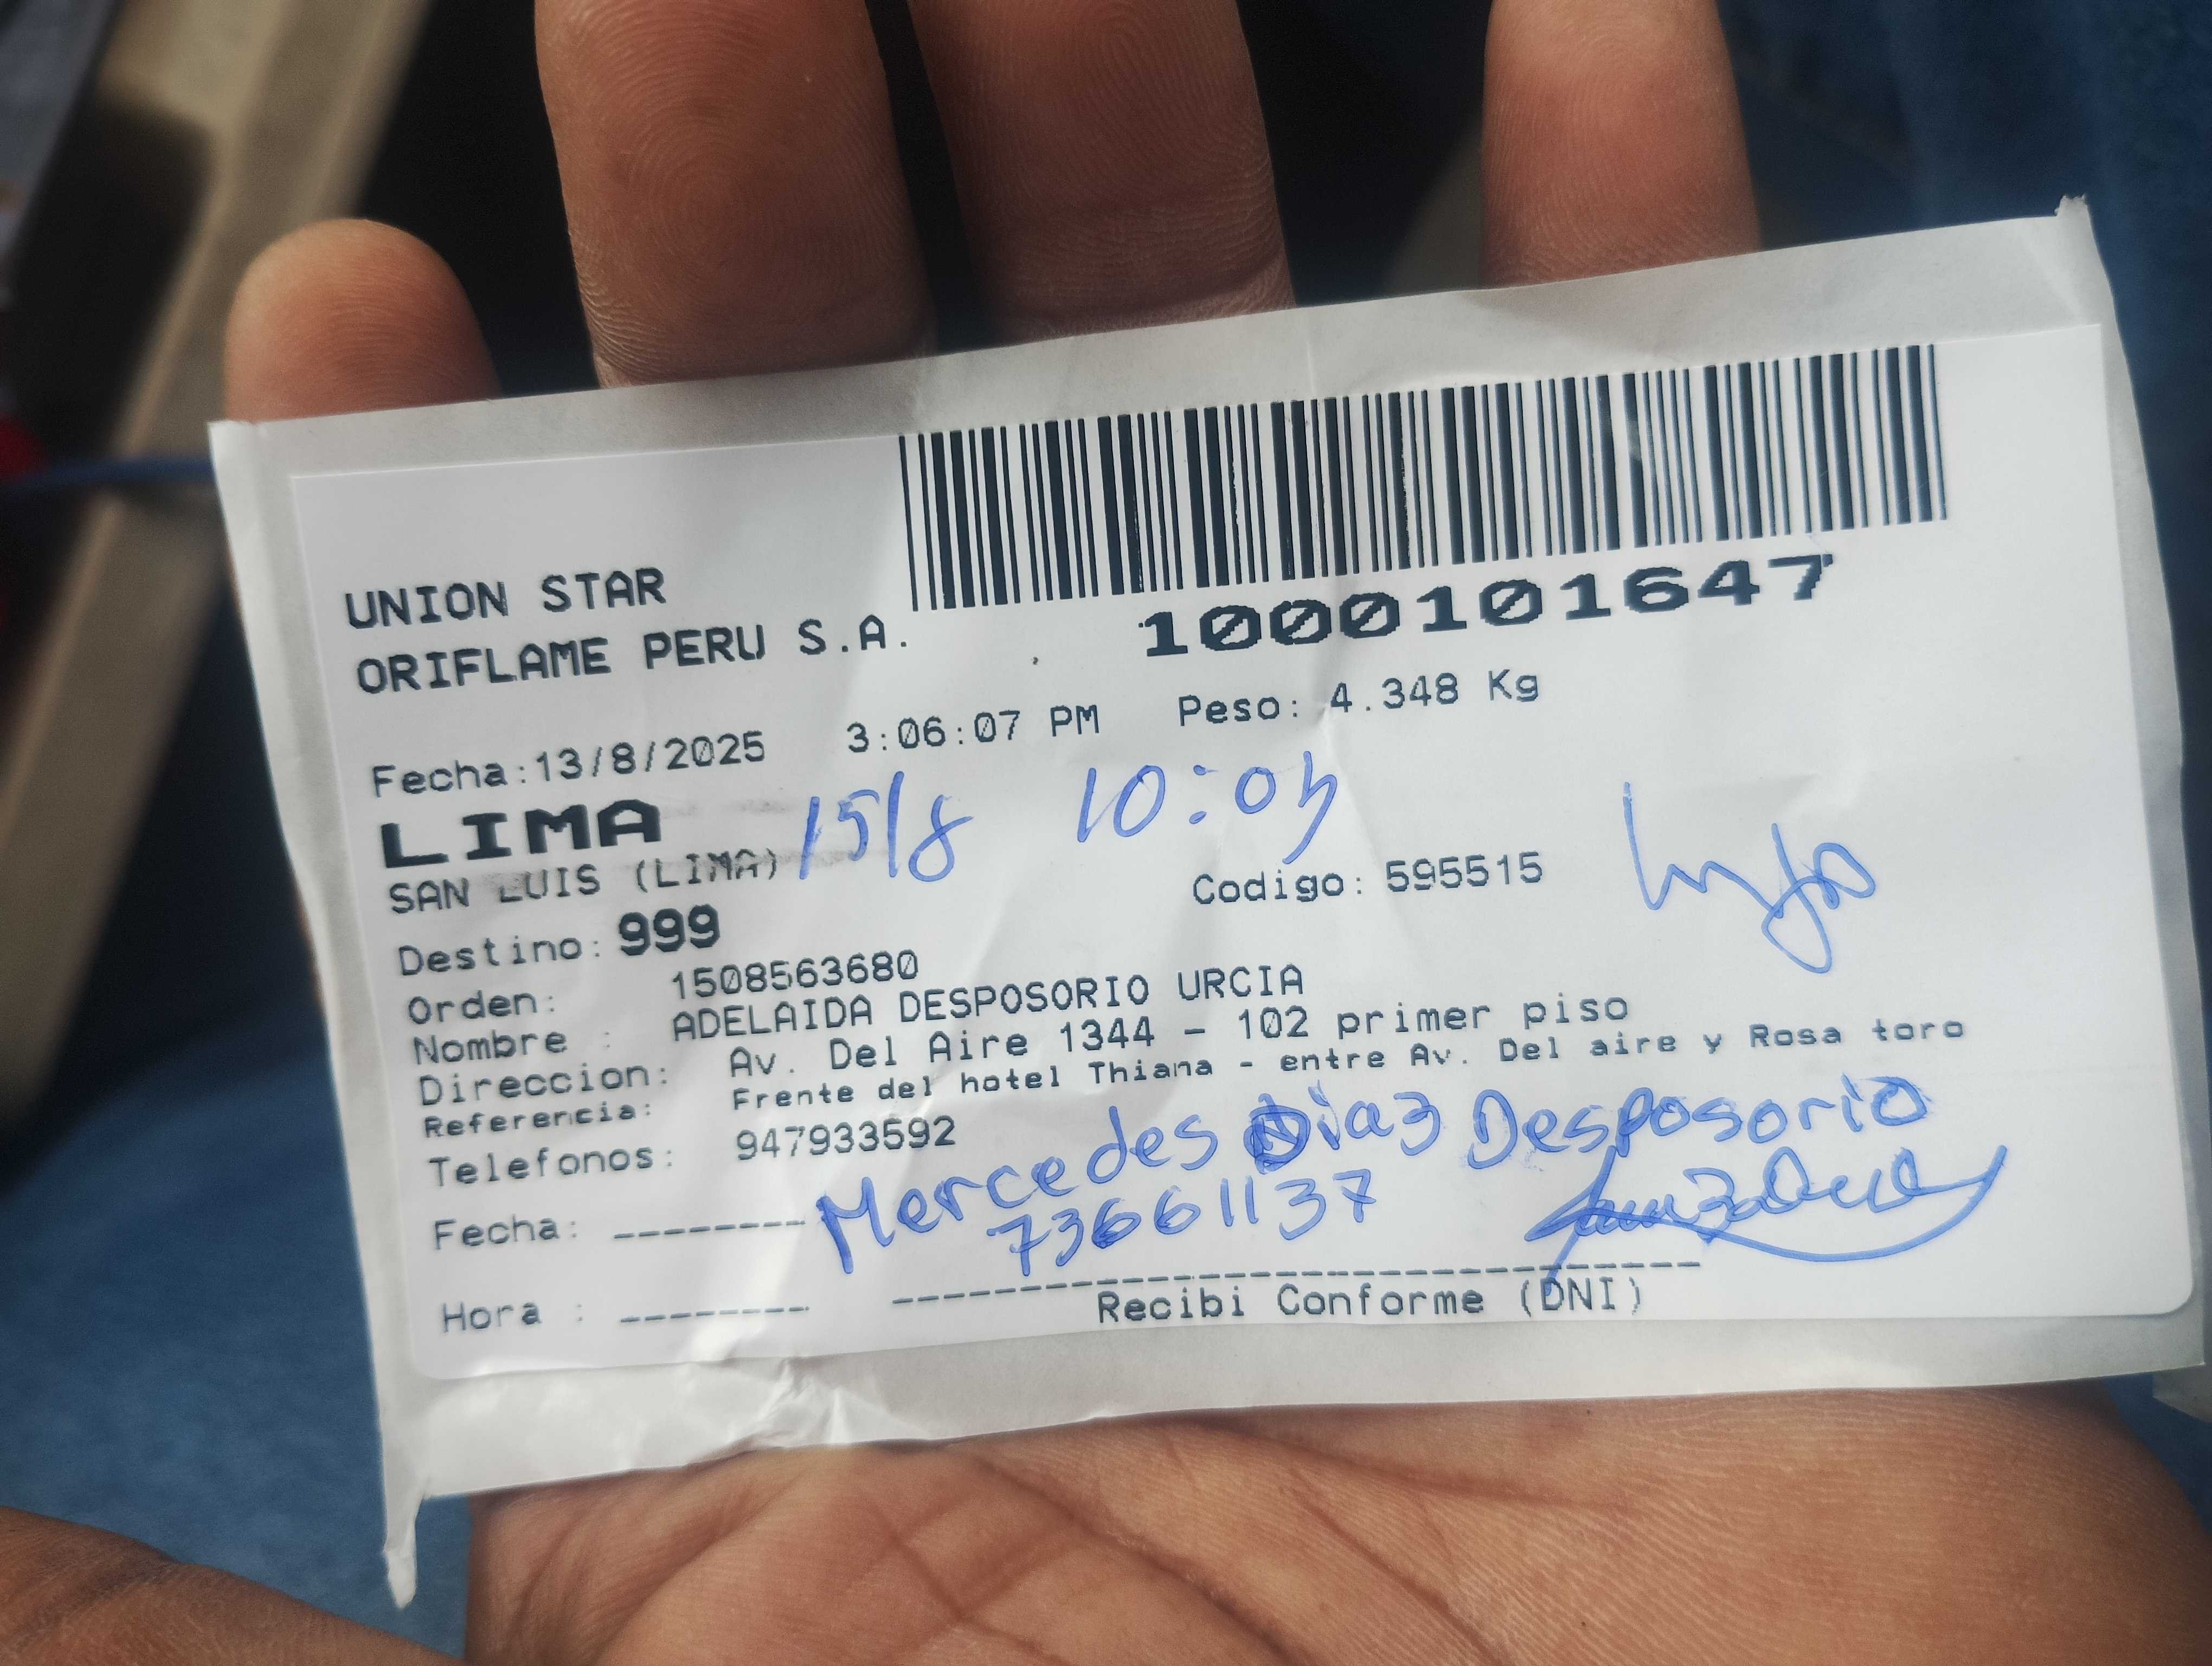 1000101647
UNION STAR
ORIFLAME PERU S.A.
Fecha:13/8/2025 3:06:07 PM Peso: 4.348 Kg
LIMA 15/8 10:05
SAN LUIS (LIMA)
Codigo: 595515
Destino: 999
Orden: 1508563680
Nombre : ADELAIDA DESPOSORIO URCIA
Direccion: Av. Del Aire 1344 - 102 primer piso
Referencia: Frente del hotel Thiana - entre Av. Del aire y Rosa toro
Telefonos: 947933592
Mercedes Diaz Desposorio
Fecha: --------
73661137
Hora : --------
Recibi Conforme (DNI)